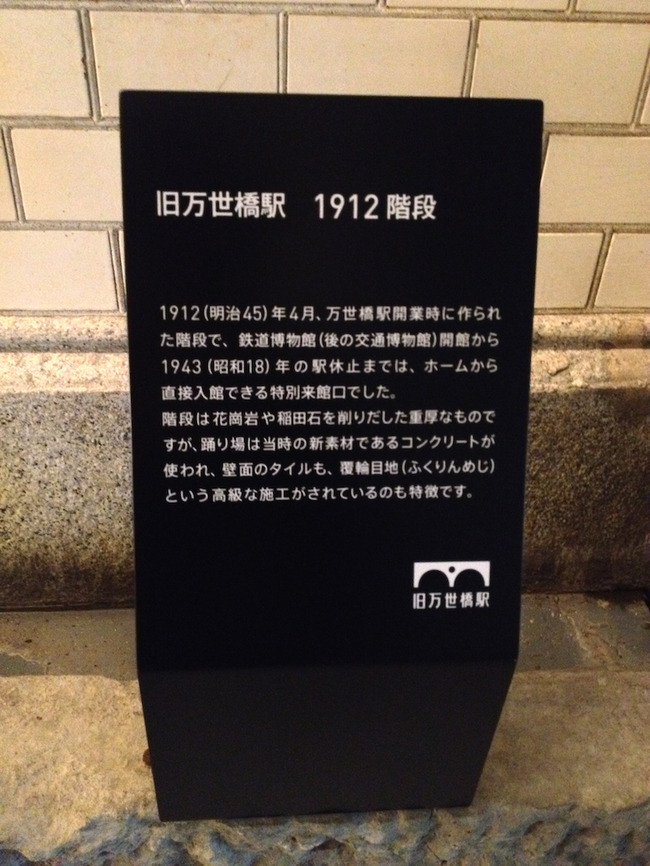 旧万世橋駅　1912 階段
1912(明治45)年4月、万世橋駅開業時に作られ
た階段で、鉄道博物館(後の交通博物館)開館から
1943(昭和18)年の駅休止までは、ホームから
直接入館できる特別来館口でした。
階段は花崗岩や稲田石を削りだした重厚なもので
すが、踊り場は当時の新素材であるコンクリートが
使われ、壁面のタイルも、覆輪目地(ふくりんめじ)
という高級な施工がされているのも特徴です。
旧万世橋駅